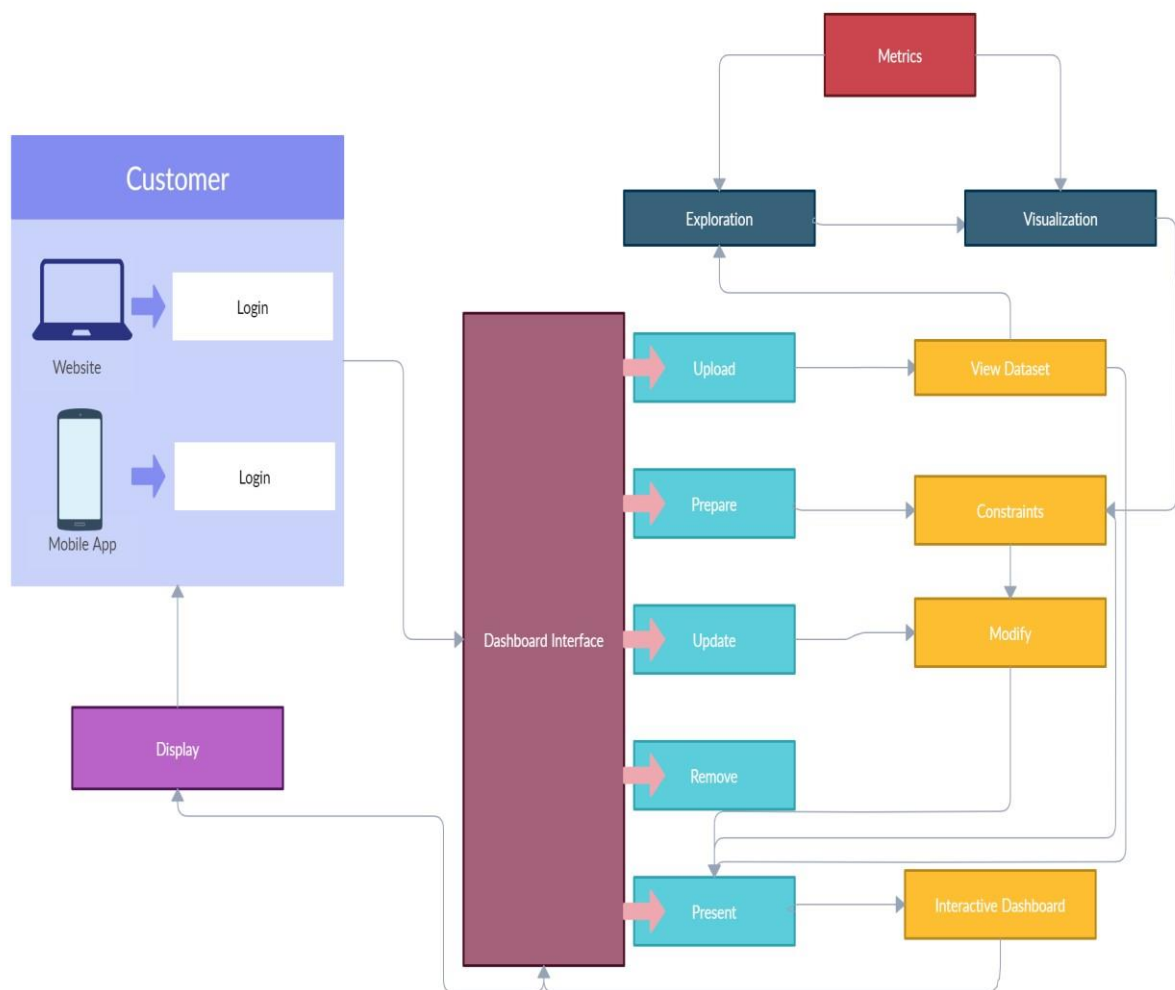 Metrics
Customer
Exploration
Visualization
Login
Website
Upload
View Dataset
Login
Mobile App
Prepare
Constraints
Dashboard Interface
Update
Modify
Display
Remove
Present
Interactive Dashboard